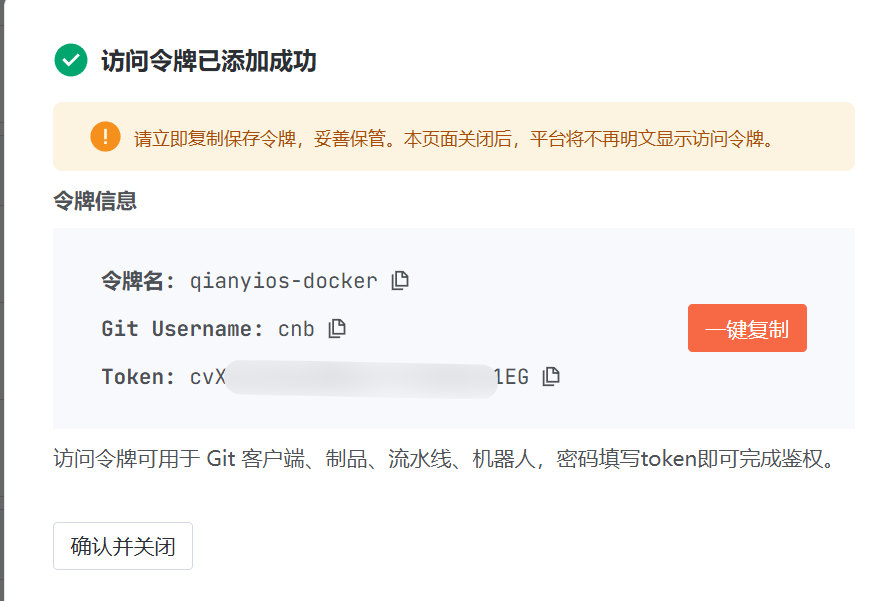 访问令牌已添加成功
请立即复制保存令牌，妥善保管。本页面关闭后，平台将不再明文显示访问令牌。
令牌信息
令牌名： qianyios-docker
Git Username: cnb
一键复制
Token: cvX 1EG
访问令牌可用于 Git 客户端、制品、流水线、机器人，密码填写token即可完成鉴权。
确认并关闭